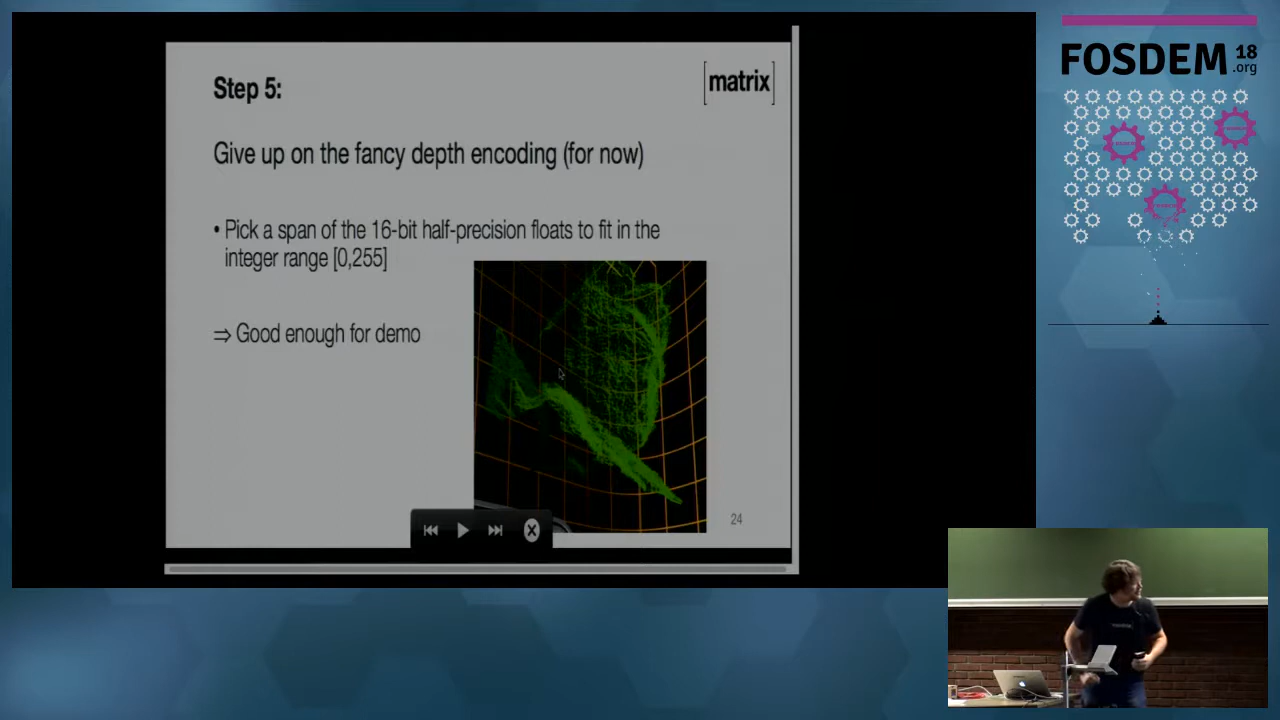 Step 5:
[matrix]
Give up on the fancy depth encoding (for now)
• Pick a span of the 16-bit half-precision floats to fit in the
integer range [0,255]
⇒ Good enough for demo
24
FOSDEM 18
.org